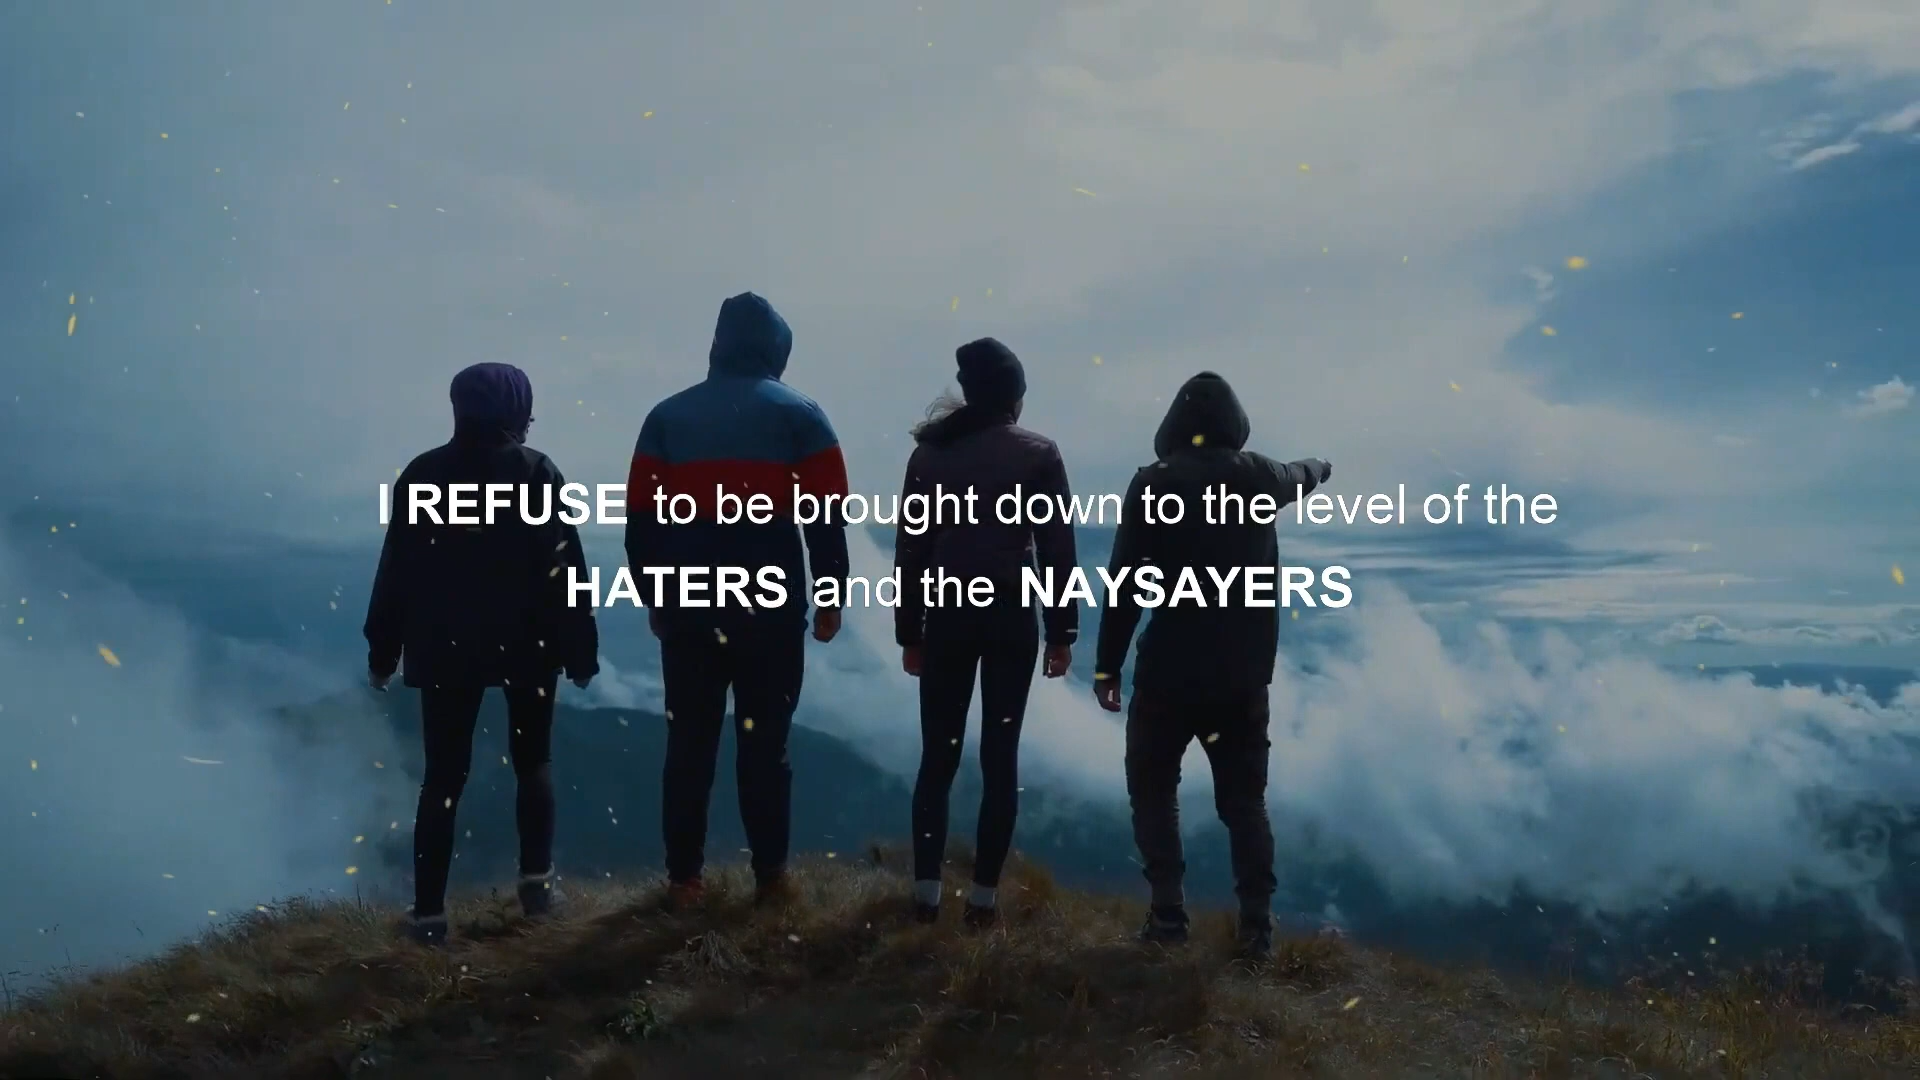 I REFUSE to be brought down to the level of the
HATERS and the NAYSAYERS